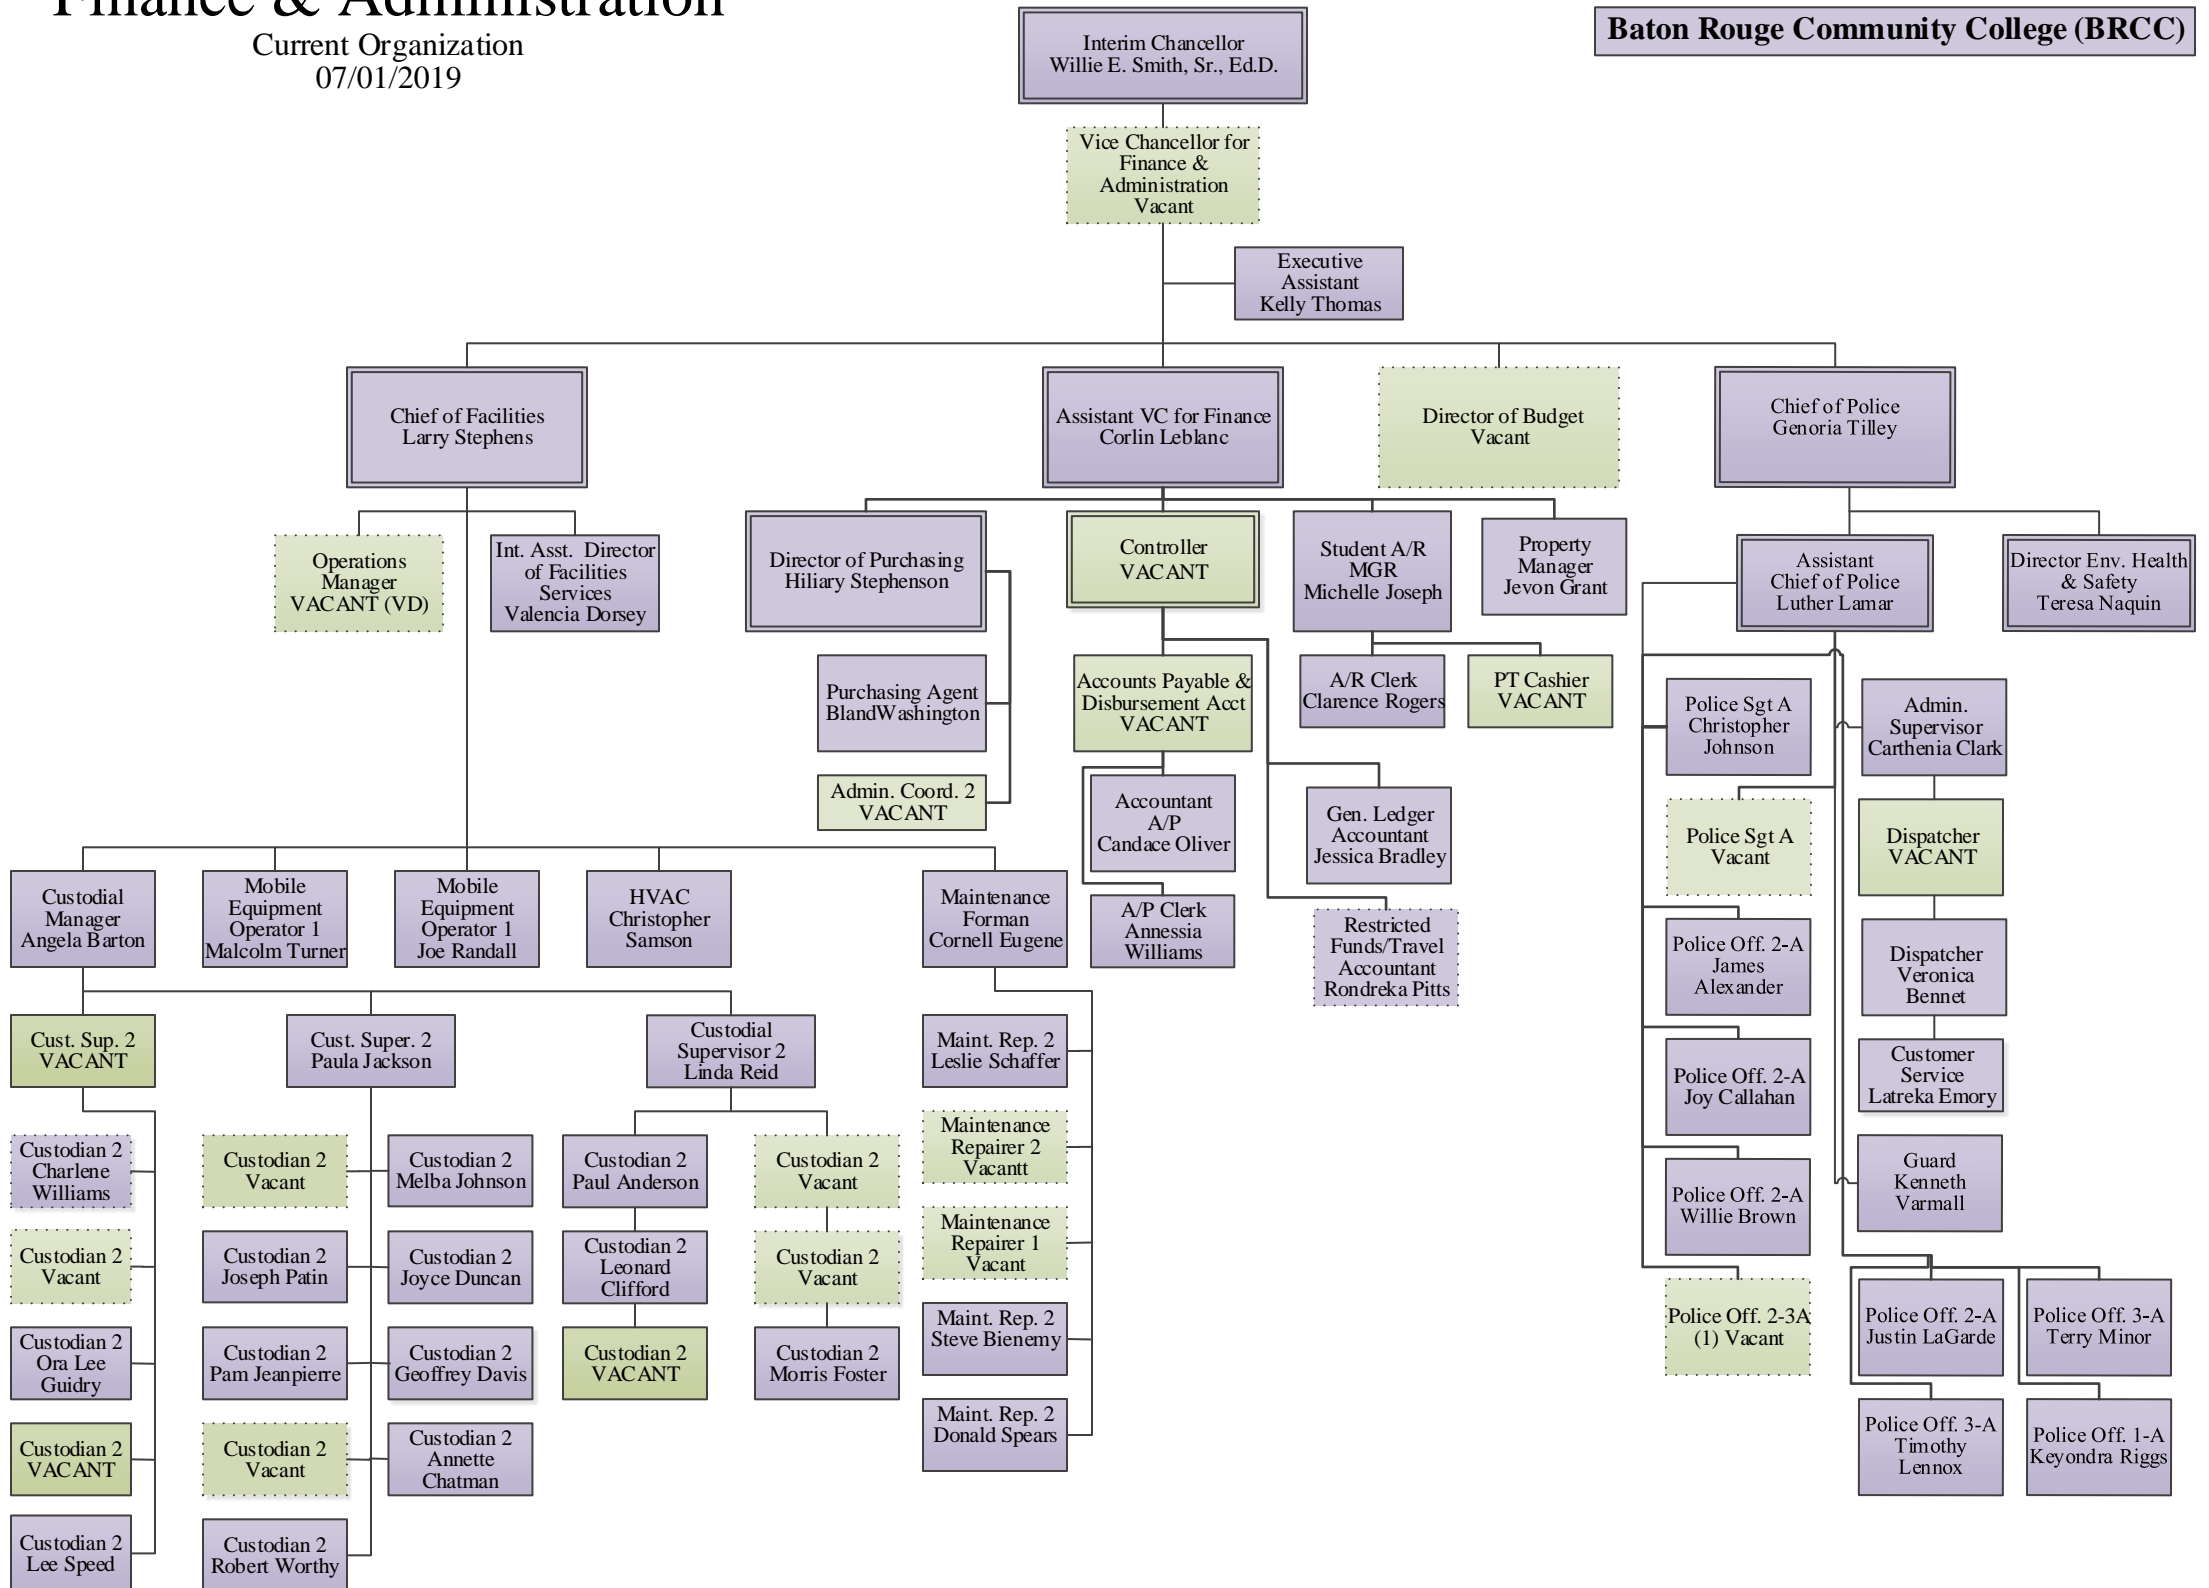 Finance & Administration
Current Organization
07/01/2019
Baton Rouge Community College (BRCC)
Interim Chancellor
Willie E. Smith, Sr., Ed.D.
Vice Chancellor for
Finance &
Administration
Vacant
Executive
Assistant
Kelly Thomas
Chief of Facilities
Larry Stephens
Assistant VC for Finance
Corlin Leblanc
Director of Budget
Vacant
Chief of Police
Genoria Tilley
Operations
Manager
VACANT (VD)
Int. Asst. Director
of Facilities
Services
Valencia Dorsey
Director of Purchasing
Hiliary Stephenson
Controller
VACANT
Student A/R
MGR
Michelle Joseph
Property
Manager
Jevon Grant
Assistant
Chief of Police
Luther Lamar
Director Env. Health
& Safety
Teresa Naquin
Purchasing Agent
BlandWashington
Accounts Payable &
Disbursement Acct
VACANT
A/R Clerk
Clarence Rogers
PT Cashier
VACANT
Police Sgt A
Christopher
Johnson
Admin.
Supervisor
Carthenia Clark
Admin. Coord. 2
VACANT
Accountant
A/P
Candace Oliver
Gen. Ledger
Accountant
Jessica Bradley
Police Sgt A
Vacant
Dispatcher
VACANT
Custodial
Manager
Angela Barton
Mobile
Equipment
Operator 1
Malcolm Turner
Mobile
Equipment
Operator 1
Joe Randall
HVAC
Christopher
Samson
Maintenance
Forman
Cornell Eugene
A/P Clerk
Annessia
Williams
Restricted
Funds/Travel
Accountant
Rondreka Pitts
Police Off. 2-A
James
Alexander
Dispatcher
Veronica
Bennet
Cust. Sup. 2
VACANT
Cust. Super. 2
Paula Jackson
Custodial
Supervisor 2
Linda Reid
Maint. Rep. 2
Leslie Schaffer
Police Off. 2-A
Joy Callahan
Customer
Service
Latreka Emory
Custodian 2
Charlene
Williams
Custodian 2
Vacant
Custodian 2
Melba Johnson
Custodian 2
Paul Anderson
Custodian 2
Vacant
Maintenance
Repairer 2
Vacantt
Police Off. 2-A
Willie Brown
Guard
Kenneth
Varmall
Custodian 2
Vacant
Custodian 2
Joseph Patin
Custodian 2
Joyce Duncan
Custodian 2
Leonard
Clifford
Custodian 2
Vacant
Maintenance
Repairer 1
Vacant
Police Off. 2-3A
(1) Vacant
Police Off. 2-A
Justin LaGarde
Police Off. 3-A
Terry Minor
Custodian 2
Ora Lee
Guidry
Custodian 2
Pam Jeanpierre
Custodian 2
Geoffrey Davis
Custodian 2
VACANT
Custodian 2
Morris Foster
Maint. Rep. 2
Steve Bienemy
Custodian 2
VACANT
Custodian 2
Vacant
Custodian 2
Annette
Chatman
Maint. Rep. 2
Donald Spears
Police Off. 3-A
Timothy
Lennox
Police Off. 1-A
Keyondra Riggs
Custodian 2
Lee Speed
Custodian 2
Robert Worthy